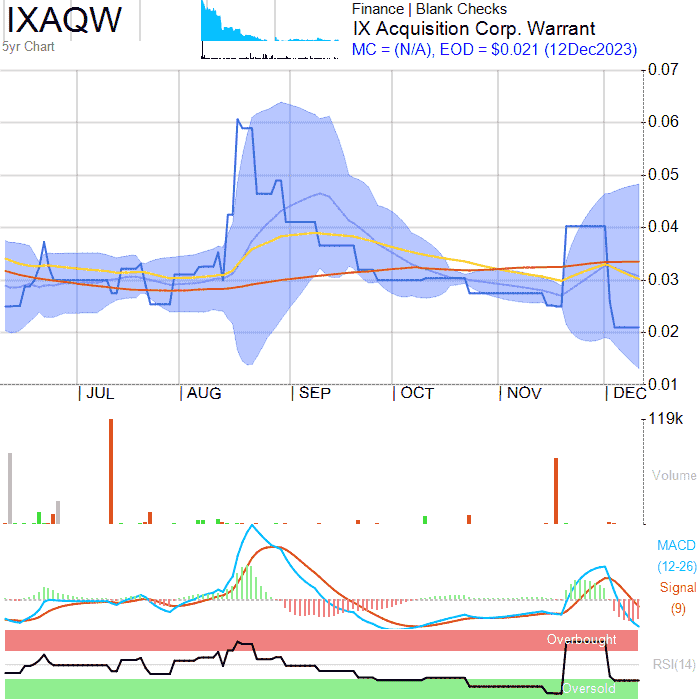 IXAQW
5yr Chart
Finance | Blank Checks
IX Acquisition Corp. Warrant
MC = (N/A), EOD = $0.021 (12Dec2023)
0.07
0.06
0.05
0.04
0.03
0.02
0.01
JUL AUG SEP OCT NOV DEC
119k
Volume
MACD
(12-26)
Signal
(9)
Overbought
RSI(14)
Oversold